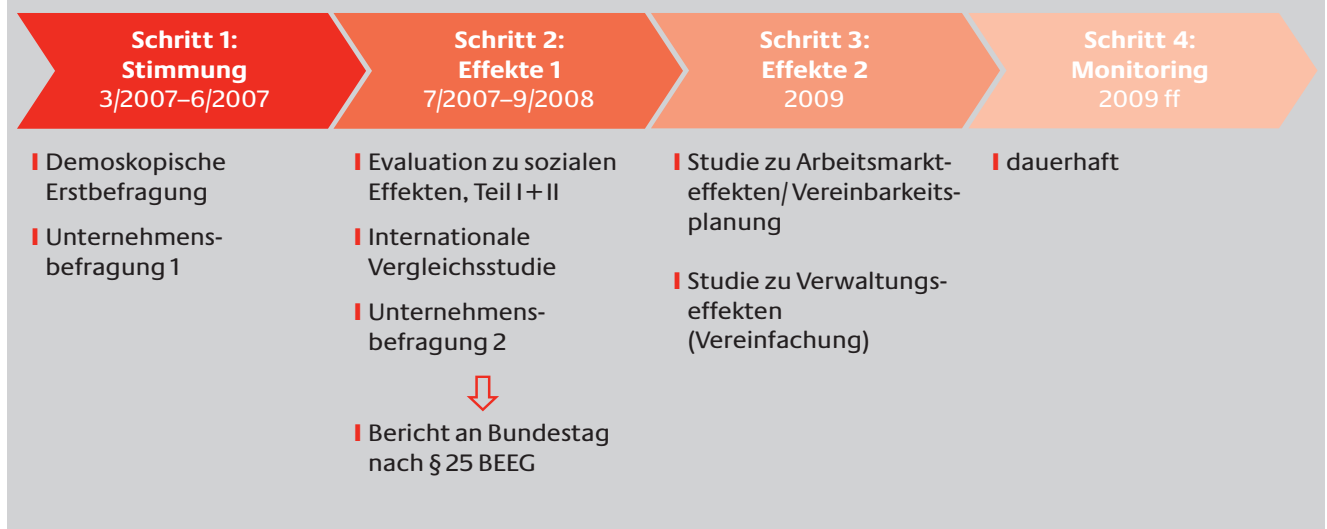 Schritt 1:
Stimmung
3/2007–6/2007
Schritt 2:
Effekte 1
7/2007–9/2008
Schritt 3:
Effekte 2
2009
Schritt 4:
Monitoring
2009 ff
Demoskopische
Erstbefragung
Unternehmens-
befragung 1
Evaluation zu sozialen
Effekten, Teil I+II
Internationale
Vergleichsstudie
Unternehmens-
befragung 2
Bericht an Bundestag
nach § 25 BEEG
Studie zu Arbeitsmarkt-
effekten/ Vereinbarkeits-
planung
Studie zu Verwaltungs-
effekten
(Vereinfachung)
dauerhaft